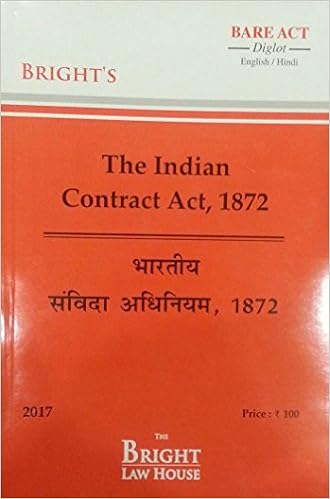 BARE ACT
Diglot
English / Hindi
BRIGHT'S
The Indian
Contract Act, 1872
भारतीय
संविदा अधिनियम, 1872
2017
Price : ₹ 100
THE
BRIGHT
LAW HOUSE